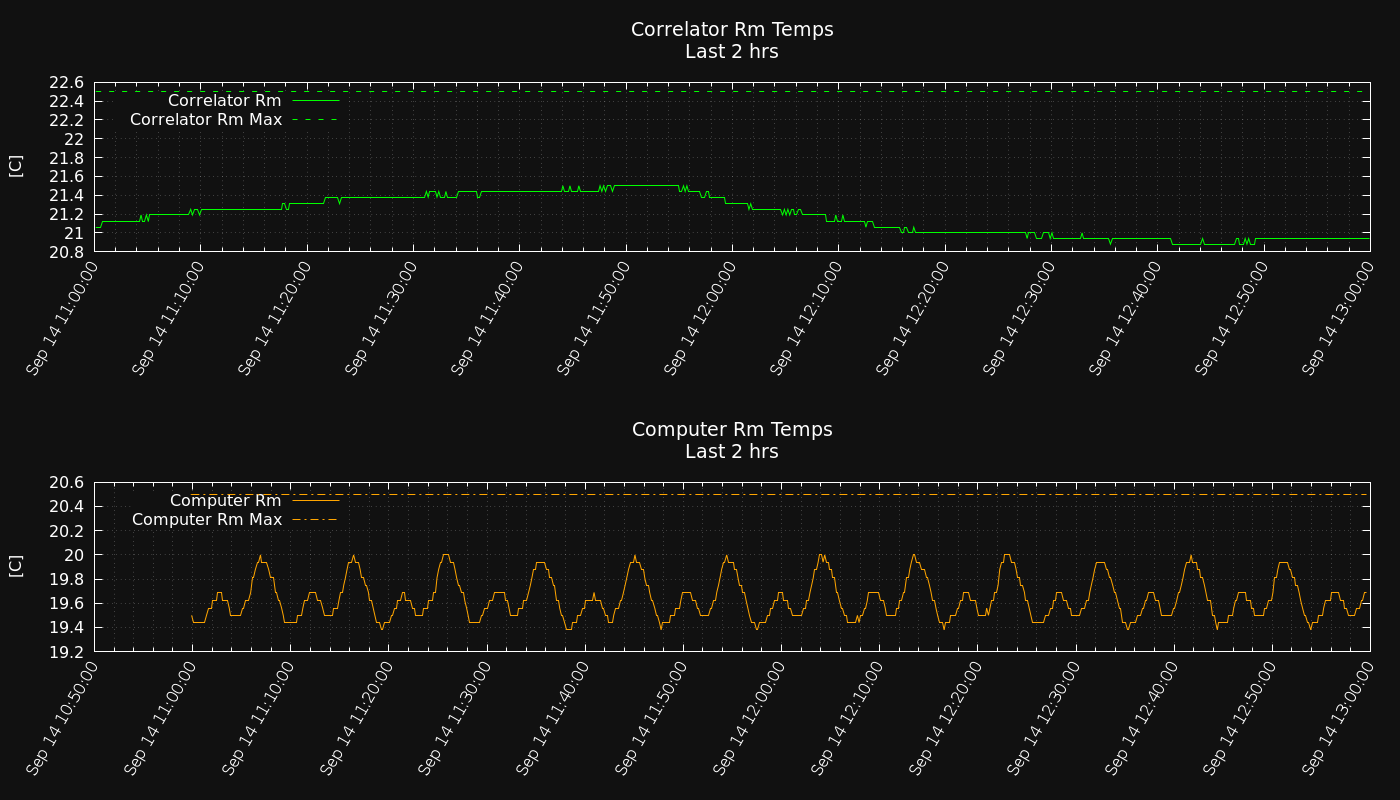 Correlator Rm Temps
Last 2 hrs
22.6
22.4
22.2
22
21.8
21.6
21.4
21.2
21
20.8
[C]
Correlator Rm
Correlator Rm Max
Sep 14 11:00:00
Sep 14 11:10:00
Sep 14 11:20:00
Sep 14 11:30:00
Sep 14 11:40:00
Sep 14 11:50:00
Sep 14 12:00:00
Sep 14 12:10:00
Sep 14 12:20:00
Sep 14 12:30:00
Sep 14 12:40:00
Sep 14 12:50:00
Sep 14 13:00:00
Computer Rm Temps
Last 2 hrs
20.6
20.4
20.2
20
19.8
19.6
19.4
19.2
[C]
Computer Rm
Computer Rm Max
Sep 14 10:50:00
Sep 14 11:00:00
Sep 14 11:10:00
Sep 14 11:20:00
Sep 14 11:30:00
Sep 14 11:40:00
Sep 14 11:50:00
Sep 14 12:00:00
Sep 14 12:10:00
Sep 14 12:20:00
Sep 14 12:30:00
Sep 14 12:40:00
Sep 14 12:50:00
Sep 14 13:00:00